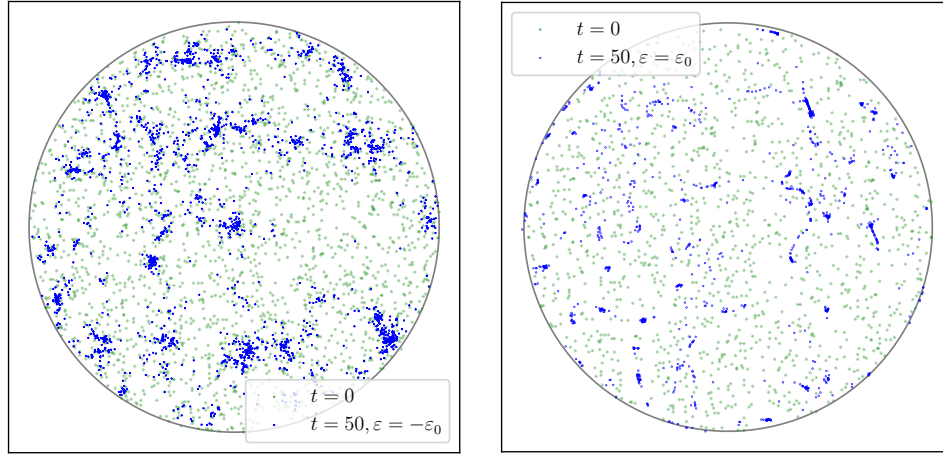 t = 0
t = 50, ε = −ε₀
t = 0
t = 50, ε = ε₀